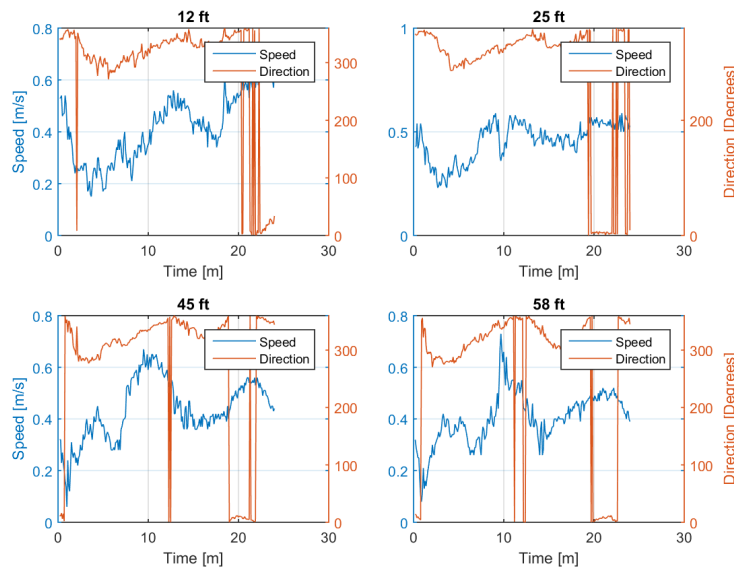 12 ft
25 ft
0.8
0.6
0.4
0.2
0
Speed [m/s]
300
200
100
0
Speed
Direction
0
10
20
30
Time [m]
1
0.5
0
200
0
Direction [Degrees]
Speed
Direction
0
10
20
30
Time [m]
45 ft
58 ft
0.8
0.6
0.4
0.2
0
Speed [m/s]
300
200
100
0
Speed
Direction
0
10
20
30
Time [m]
0.8
0.6
0.4
0.2
0
300
200
100
0
Direction [Degrees]
Speed
Direction
0
10
20
30
Time [m]